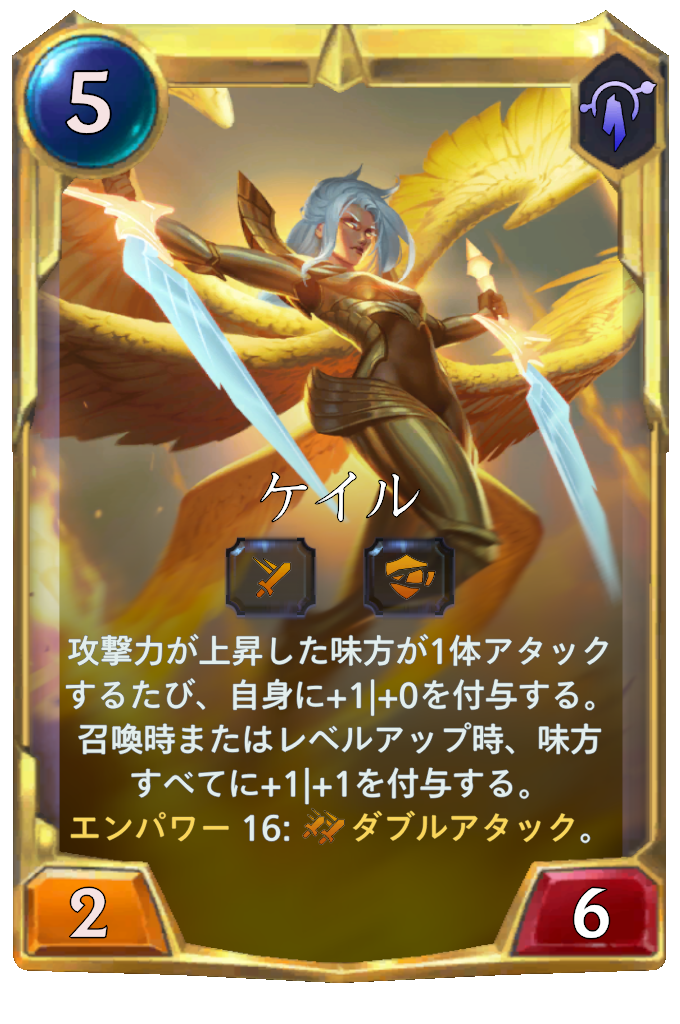 5
ケイル
攻撃力が上昇した味方が1体アタック
するたび、自身に+1|+0を付与する。
召喚時またはレベルアップ時、味方
すべてに+1|+1を付与する。
エンパワー 16: ダブルアタック。
2
6